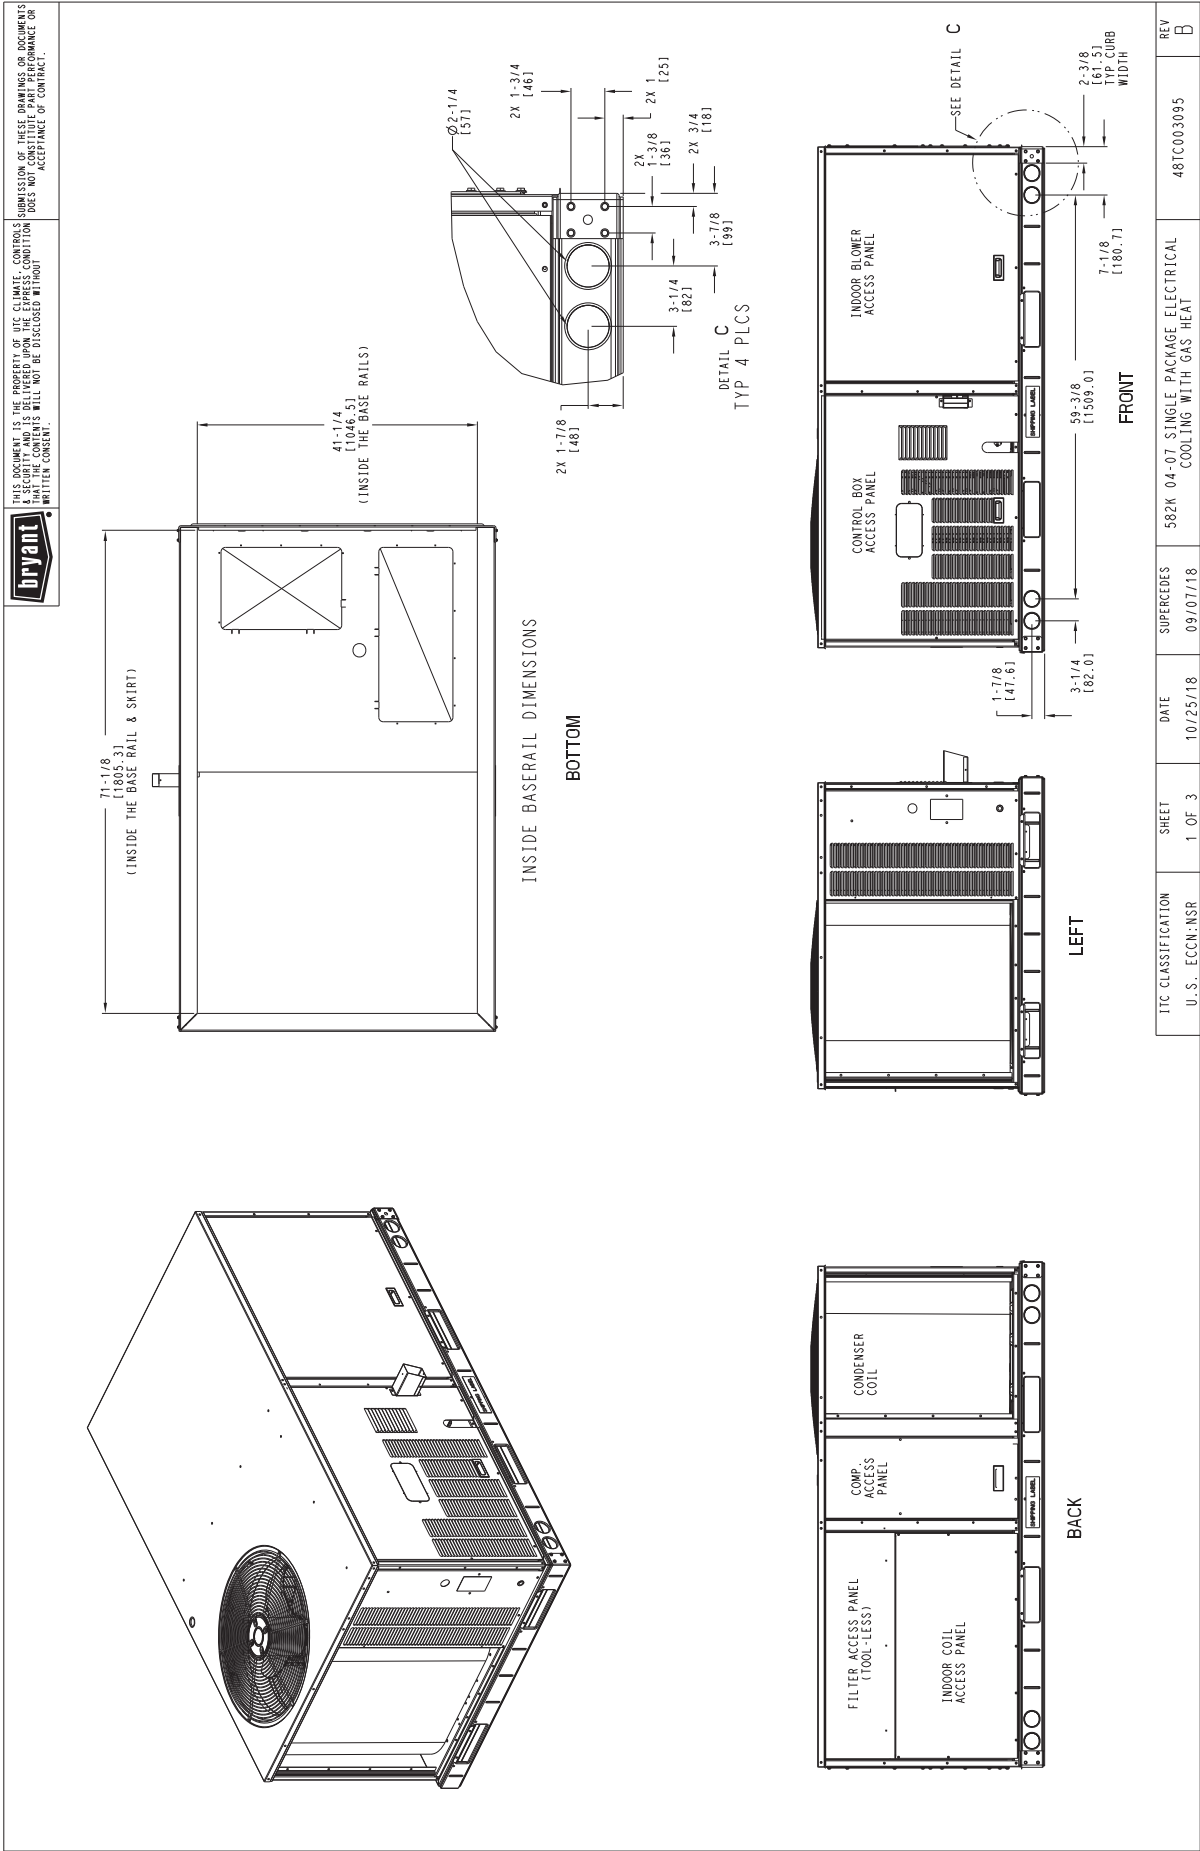 bryant
THIS DOCUMENT IS THE PROPERTY OF UTC CLIMATE, CONTROLS
& SECURITY AND IS DELIVERED UPON THE EXPRESS CONDITION
THAT THE CONTENTS WILL NOT BE DISCLOSED WITHOUT
WRITTEN CONSENT.
SUBMISSION OF THESE DRAWINGS OR DOCUMENTS
DOES NOT CONSTITUTE PART PERFORMANCE OR
ACCEPTANCE OF CONTRACT.
71-1/8
[1805.3]
(INSIDE THE BASE RAIL & SKIRT)
41-1/4
[1046.5]
(INSIDE THE BASE RAILS)
INSIDE BASERAIL DIMENSIONS
BOTTOM
Ø2-1/4
[57]
2X 1-3/4
[46]
2X 1
[25]
2X
1-3/8
[36]
2X 3/4
[18]
3-7/8
[99]
3-1/4
[82]
2X 1-7/8
[48]
DETAIL C
TYP 4 PLCS
FILTER ACCESS PANEL
(TOOL-LESS)
INDOOR COIL
ACCESS PANEL
COMP.
ACCESS
PANEL
CONDENSER
COIL
SHIPPING LABEL
BACK
LEFT
CONTROL BOX
ACCESS PANEL
INDOOR BLOWER
ACCESS PANEL
SHIPPING LABEL
SEE DETAIL C
1-7/8
[47.6]
3-1/4
[82.0]
59-3/8
[1509.0]
7-1/8
[180.7]
2-3/8
[61.5]
TYP CURB
WIDTH
FRONT
ITC CLASSIFICATION
U.S. ECCN:NSR
SHEET
1 OF 3
DATE
10/25/18
SUPERCEDES
09/07/18
582K 04-07 SINGLE PACKAGE ELECTRICAL
COOLING WITH GAS HEAT
48TC003095
REV
B